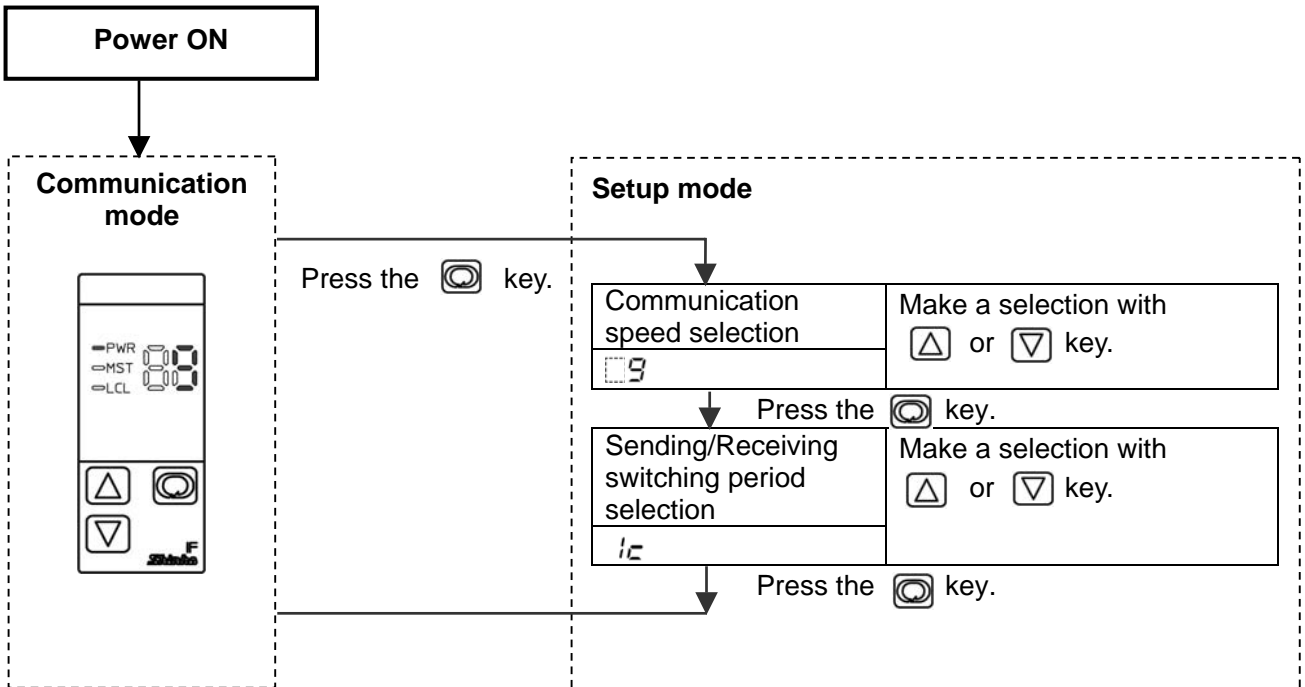 Power ON
Communication
mode
Setup mode
Press the key.
PWR
MST
LCL
9
Communication
speed selection
9
Make a selection with
or key.
Press the key.
Sending/Receiving
switching period
selection
1c
Make a selection with
or key.
Press the key.
IF
Shinko